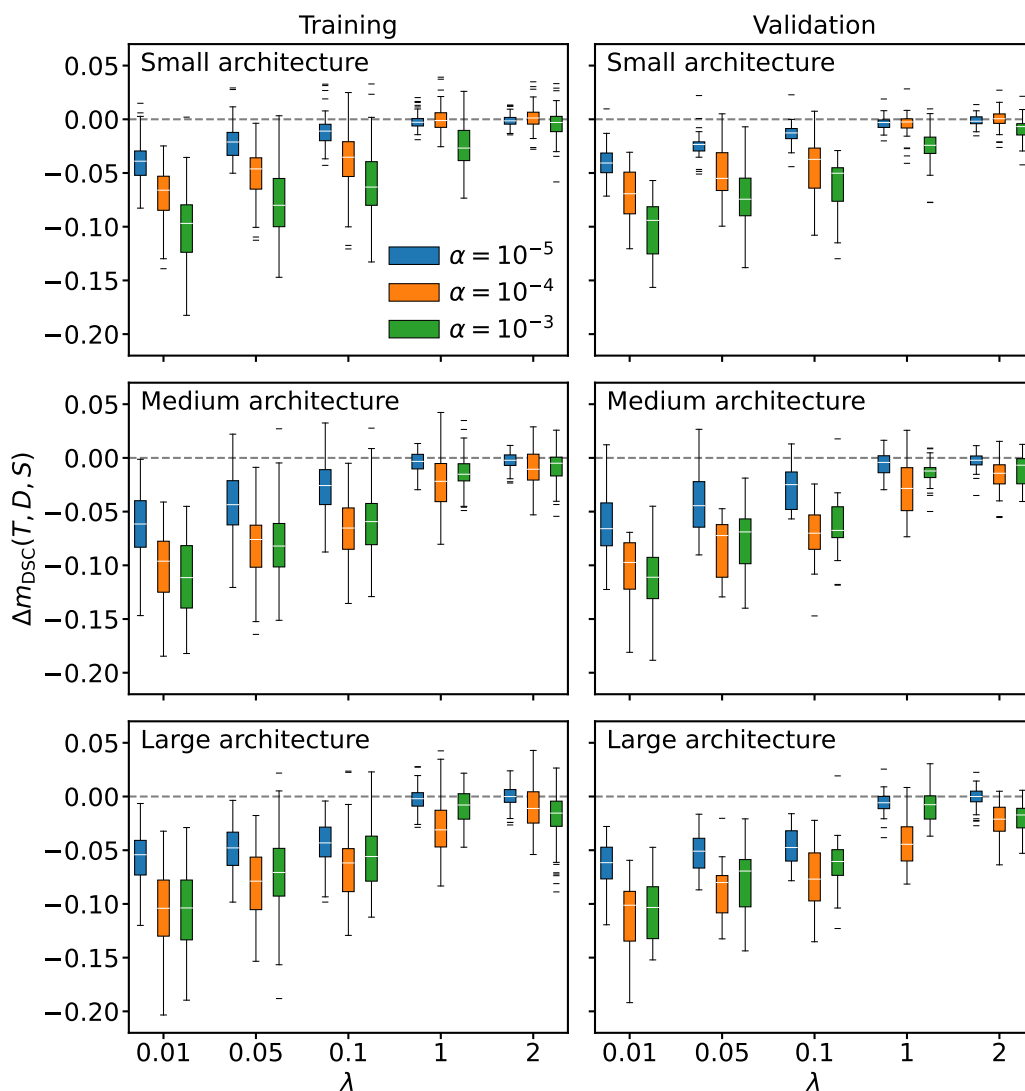 Training
Validation
Small architecture
Small architecture
0.05
0.00
−0.05
−0.10
−0.15
−0.20
α = 10⁻⁵
α = 10⁻⁴
α = 10⁻³
Medium architecture
Medium architecture
0.05
0.00
−0.05
−0.10
−0.15
−0.20
Δm_DSC(T, D, S)
Large architecture
Large architecture
0.05
0.00
−0.05
−0.10
−0.15
−0.20
0.01 0.05 0.1 1 2
0.01 0.05 0.1 1 2
λ
λ